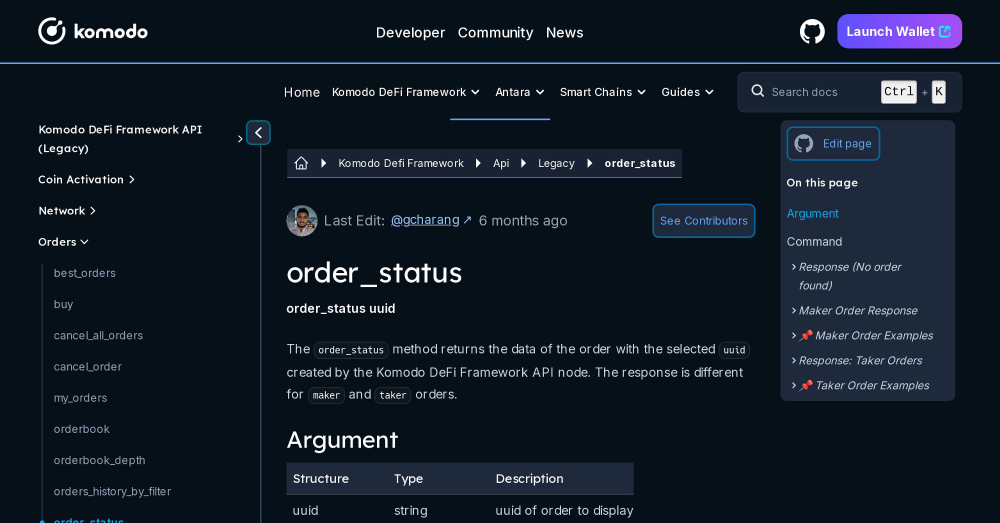 komodo
Developer Community News
Launch Wallet
Home Komodo DeFi Framework Antara Smart Chains Guides
Search docs Ctrl + K
Komodo DeFi Framework API
(Legacy)
Coin Activation
Network
Orders
best_orders
buy
cancel_all_orders
cancel_order
my_orders
orderbook
orderbook_depth
orders_history_by_filter
order_status
Komodo Defi Framework Api Legacy order_status
Last Edit: @gcharang ↗ 6 months ago
See Contributors
order_status
order_status uuid
The order_status method returns the data of the order with the selected uuid
created by the Komodo DeFi Framework API node. The response is different
for maker and taker orders.
Argument
Structure Type Description
uuid string uuid of order to display
Edit page
On this page
Argument
Command
Response (No order
found)
Maker Order Response
📌 Maker Order Examples
Response: Taker Orders
📌 Taker Order Examples